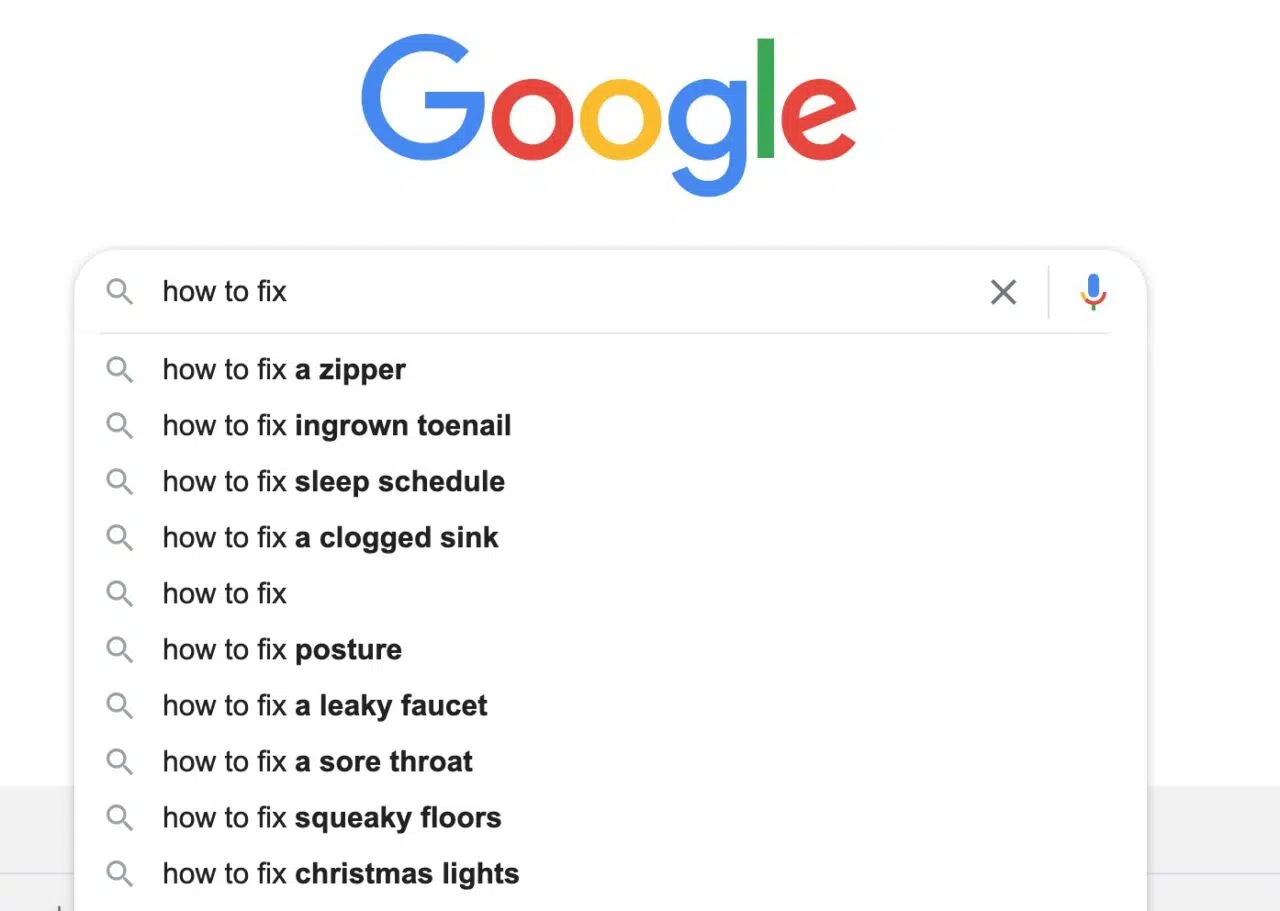 Google
how to fix
how to fix a zipper
how to fix ingrown toenail
how to fix sleep schedule
how to fix a clogged sink
how to fix
how to fix posture
how to fix a leaky faucet
how to fix a sore throat
how to fix squeaky floors
how to fix christmas lights